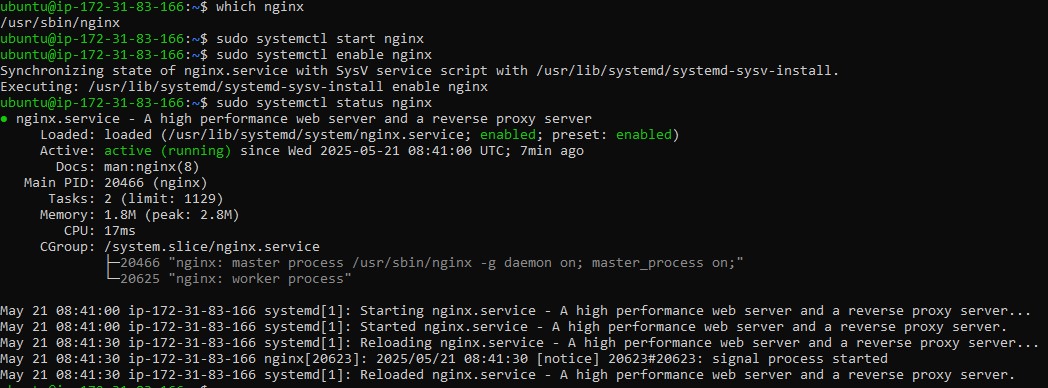 ubuntu@ip-172-31-83-166:~$ which nginx
/usr/sbin/nginx
ubuntu@ip-172-31-83-166:~$ sudo systemctl start nginx
ubuntu@ip-172-31-83-166:~$ sudo systemctl enable nginx
Synchronizing state of nginx.service with SysV service script with /usr/lib/systemd/systemd-sysv-install.
Executing: /usr/lib/systemd/systemd-sysv-install enable nginx
ubuntu@ip-172-31-83-166:~$ sudo systemctl status nginx
● nginx.service - A high performance web server and a reverse proxy server
Loaded: loaded (/usr/lib/systemd/system/nginx.service; enabled; preset: enabled)
Active: active (running) since Wed 2025-05-21 08:41:00 UTC; 7min ago
Docs: man:nginx(8)
Main PID: 20466 (nginx)
Tasks: 2 (limit: 1129)
Memory: 1.8M (peak: 2.8M)
CPU: 17ms
CGroup: /system.slice/nginx.service
├─20466 "nginx: master process /usr/sbin/nginx -g daemon on; master_process on;"
└─20625 "nginx: worker process"
May 21 08:41:00 ip-172-31-83-166 systemd[1]: Starting nginx.service - A high performance web server and a reverse proxy server...
May 21 08:41:00 ip-172-31-83-166 systemd[1]: Started nginx.service - A high performance web server and a reverse proxy server.
May 21 08:41:30 ip-172-31-83-166 systemd[1]: Reloading nginx.service - A high performance web server and a reverse proxy server...
May 21 08:41:30 ip-172-31-83-166 nginx[20623]: 2025/05/21 08:41:30 [notice] 20623#20623: signal process started
May 21 08:41:30 ip-172-31-83-166 systemd[1]: Reloaded nginx.service - A high performance web server and a reverse proxy server.